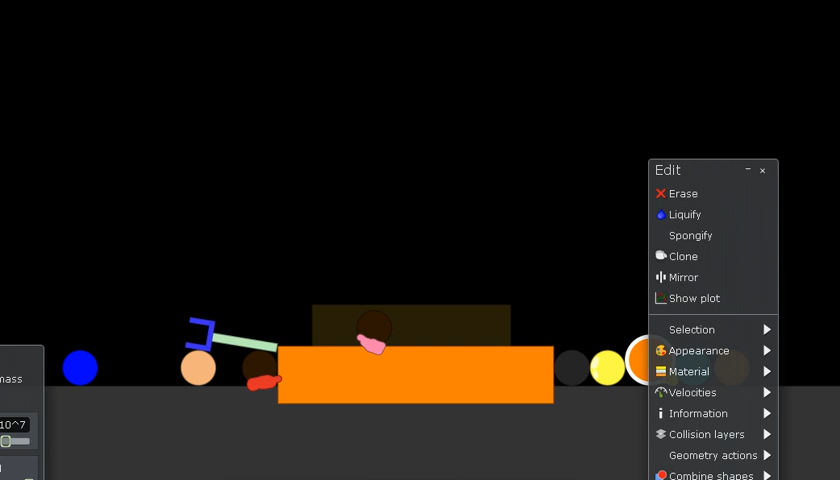 Edit
Erase
Liquify
Spongify
Clone
Mirror
Show plot
Selection
Appearance
Material
Velocities
Information
Collision layers
Geometry actions
Combine shapes
mass
10^7